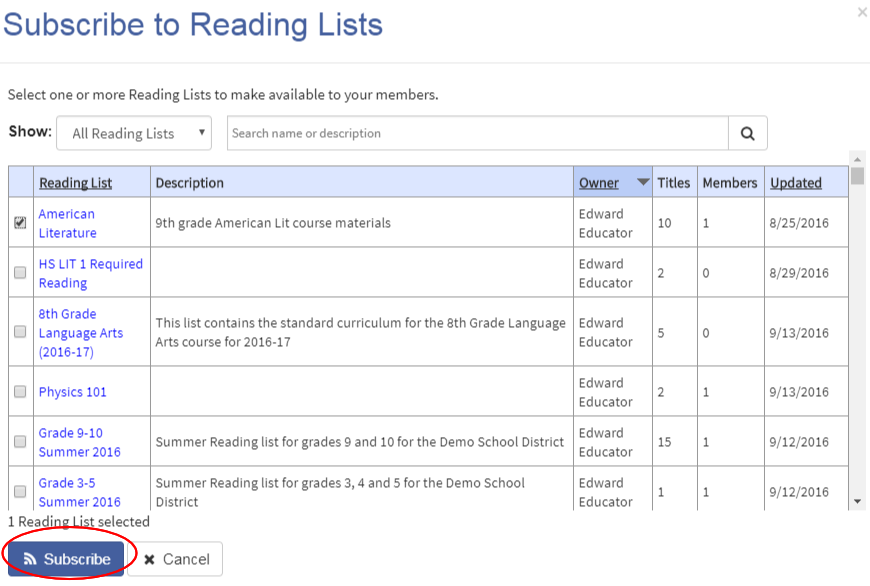 Subscribe to Reading Lists
×
Select one or more Reading Lists to make available to your members.
Show: All Reading Lists Search name or description
Reading List Description Owner Titles Members Updated
American Literature 9th grade American Lit course materials Edward Educator 10 1 8/25/2016
HS LIT 1 Required Reading Edward Educator 2 0 8/29/2016
8th Grade Language Arts (2016-17) This list contains the standard curriculum for the 8th Grade Language Arts course for 2016-17 Edward Educator 5 0 9/13/2016
Physics 101 Edward Educator 2 1 9/13/2016
Grade 9-10 Summer 2016 Summer Reading list for grades 9 and 10 for the Demo School District Edward Educator 15 1 9/12/2016
Grade 3-5 Summer 2016 Summer Reading list for grades 3, 4 and 5 for the Demo School District Edward Educator 1 1 9/12/2016
1 Reading List selected
Subscribe Cancel